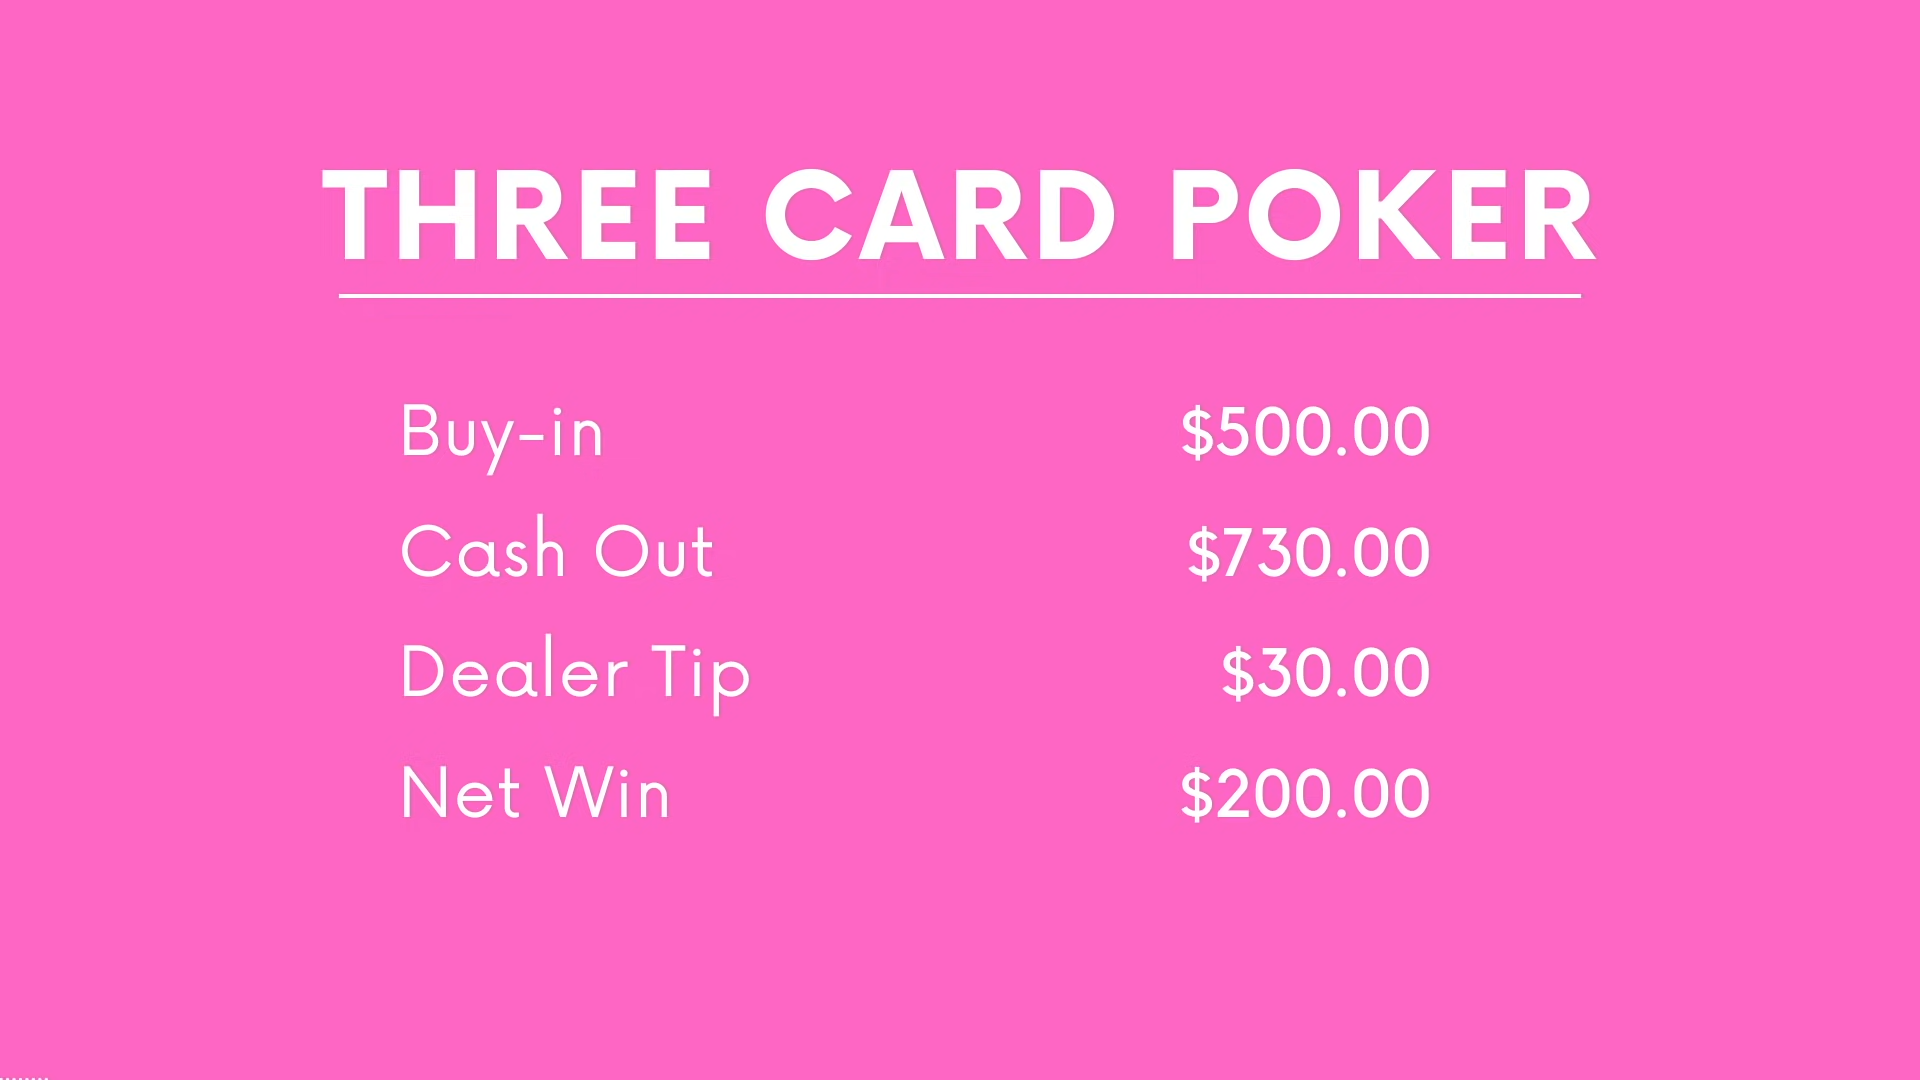 THREE CARD POKER
Buy-in $500.00
Cash Out $730.00
Dealer Tip $30.00
Net Win $200.00